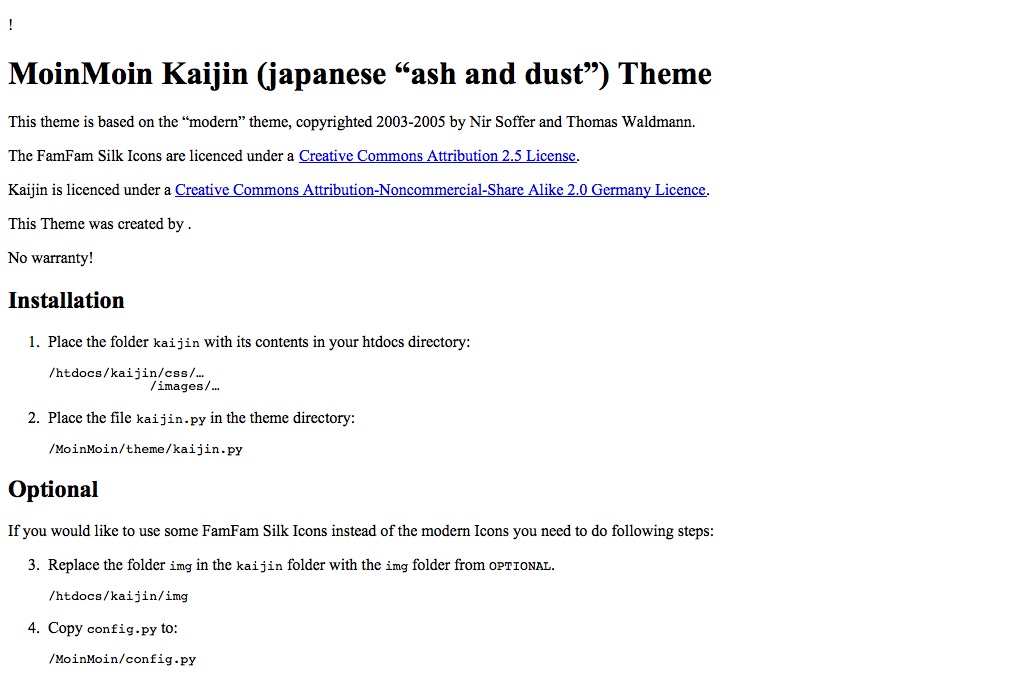 !
MoinMoin Kaijin (japanese “ash and dust”) Theme
This theme is based on the “modern” theme, copyrighted 2003-2005 by Nir Soffer and Thomas Waldmann.
The FamFam Silk Icons are licenced under a Creative Commons Attribution 2.5 License.
Kaijin is licenced under a Creative Commons Attribution-Noncommercial-Share Alike 2.0 Germany Licence.
This Theme was created by .
No warranty!
Installation
1. Place the folder kaijin with its contents in your htdocs directory:
/htdocs/kaijin/css/…
/images/…
2. Place the file kaijin.py in the theme directory:
/MoinMoin/theme/kaijin.py
Optional
If you would like to use some FamFam Silk Icons instead of the modern Icons you need to do following steps:
3. Replace the folder img in the kaijin folder with the img folder from OPTIONAL.
/htdocs/kaijin/img
4. Copy config.py to:
/MoinMoin/config.py